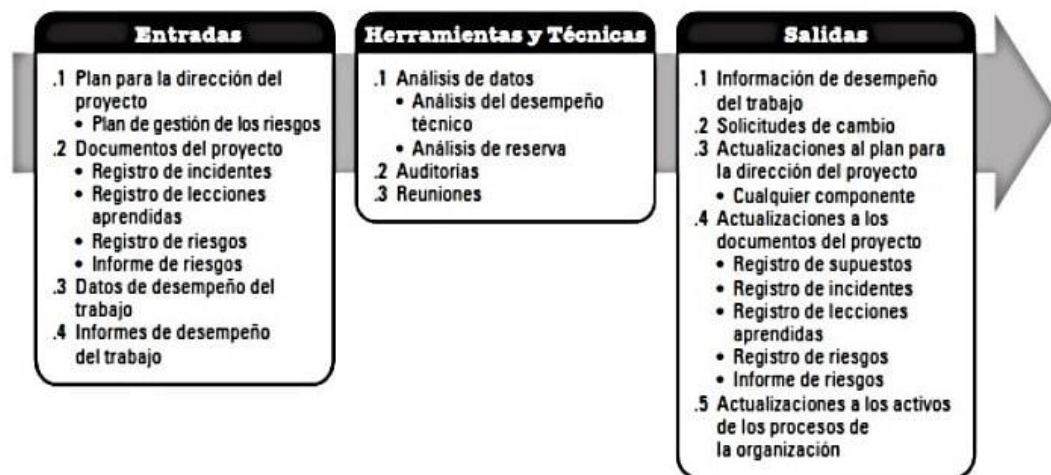 Entradas
.1 Plan para la dirección del
proyecto
• Plan de gestión de los riesgos
.2 Documentos del proyecto
• Registro de incidentes
• Registro de lecciones
aprendidas
• Registro de riesgos
• Informe de riesgos
.3 Datos de desempeño del
trabajo
.4 Informes de desempeño
del trabajo
Herramientas y Técnicas
.1 Análisis de datos
• Análisis del desempeño
técnico
• Análisis de reserva
.2 Auditorías
.3 Reuniones
Salidas
.1 Información de desempeño
del trabajo
.2 Solicitudes de cambio
.3 Actualizaciones al plan para
la dirección del proyecto
• Cualquier componente
.4 Actualizaciones a los
documentos del proyecto
• Registro de supuestos
• Registro de incidentes
• Registro de lecciones
aprendidas
• Registro de riesgos
• Informe de riesgos
.5 Actualizaciones a los activos
de los procesos de
la organización